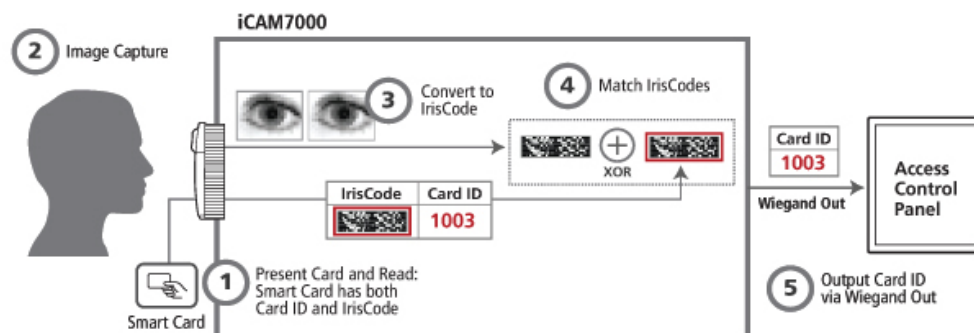 iCAM7000
2
Image Capture
3
Convert to
IrisCode
4
Match IrisCodes
XOR
IrisCode
Card ID
1003
Card ID
1003
Wiegand Out
Access
Control
Panel
1
Present Card and Read:
Smart Card has both
Card ID and IrisCode
Smart Card
5
Output Card ID
via Wiegand Out